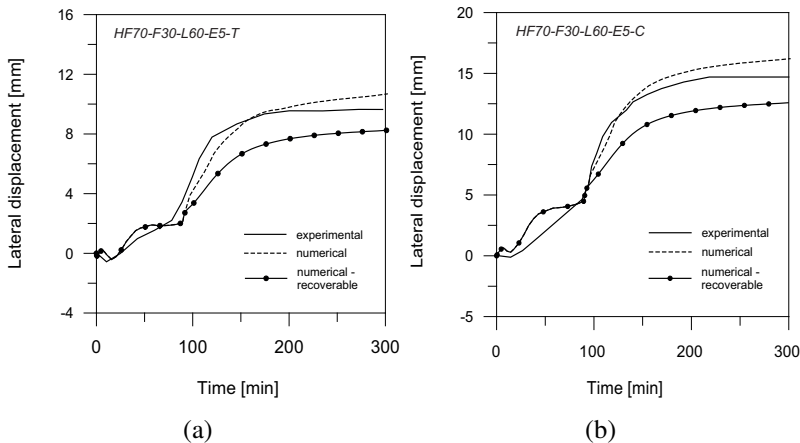 HF70-F30-L60-E5-T
Lateral displacement [mm]
16
12
8
4
0
-4
experimental
numerical
numerical -
recoverable
0 100 200 300
Time [min]
(a)
HF70-F30-L60-E5-C
Lateral displacement [mm]
20
15
10
5
0
-5
experimental
numerical
numerical -
recoverable
0 100 200 300
Time [min]
(b)